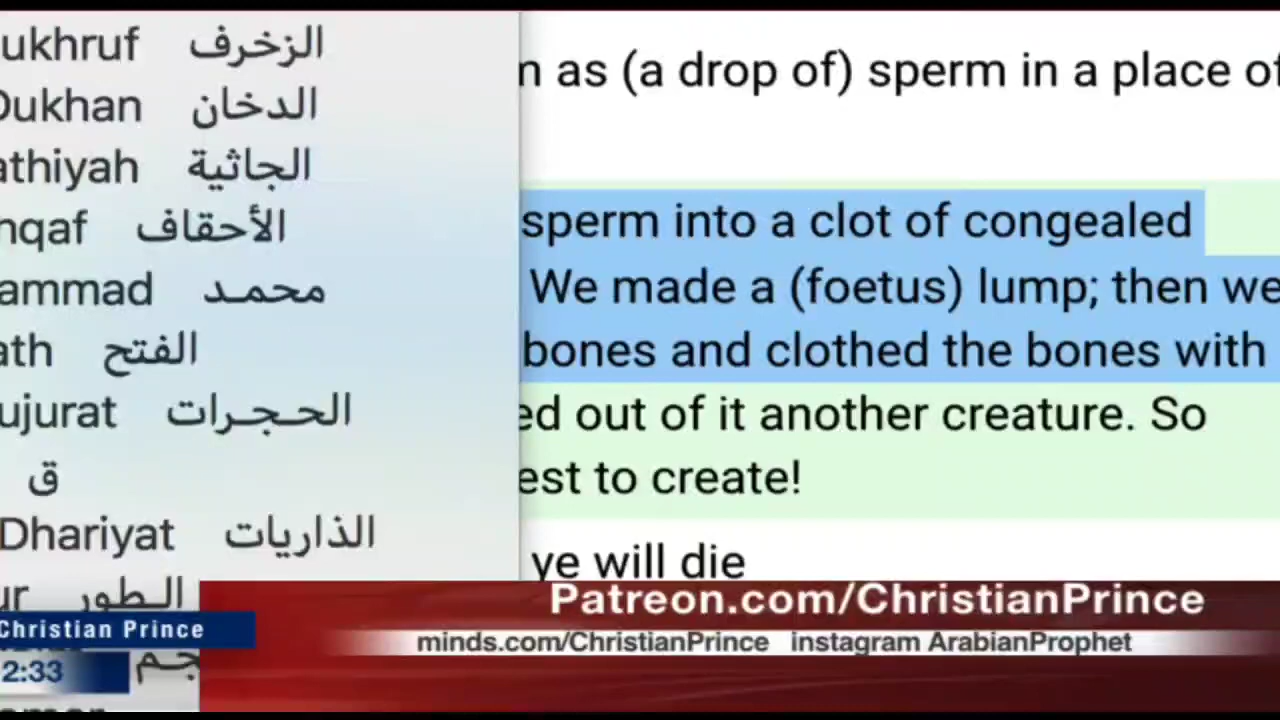 ukhruf الزخرف
Dukhan الدخان
athiyah الجاثية
hqaf الأحقاف
ammad محمد
ath الفتح
ujurat الحجرات
ق
Dhariyat الذاريات
ur الطور
m as (a drop of) sperm in a place of
sperm into a clot of congealed
We made a (foetus) lump; then we
bones and clothed the bones with
ed out of it another creature. So
est to create!
ye will die
Patreon.com/ChristianPrince
minds.com/ChristianPrince instagram ArabianProphet
Christian Prince
2:33